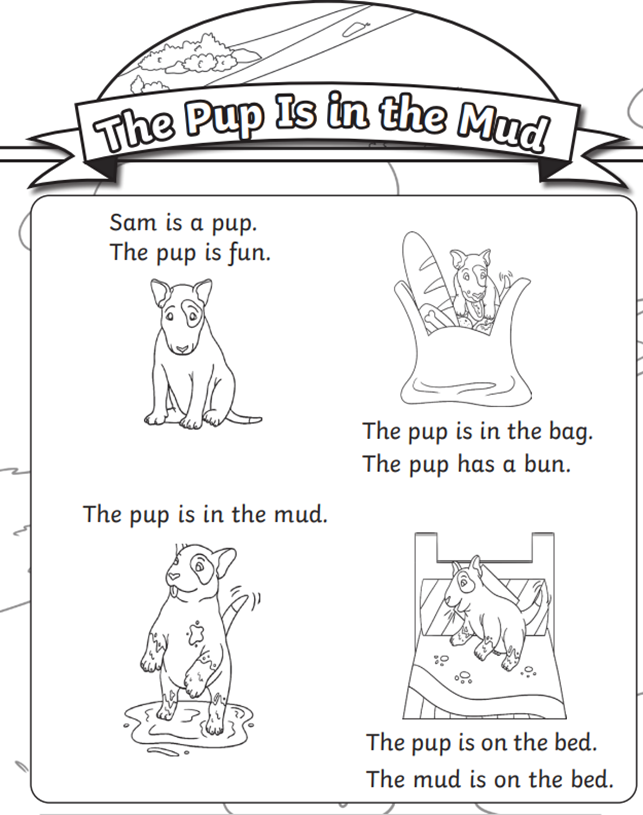 The Pup Is in the Mud
Sam is a pup.
The pup is fun.
The pup is in the bag.
The pup has a bun.
The pup is in the mud.
The pup is on the bed.
The mud is on the bed.